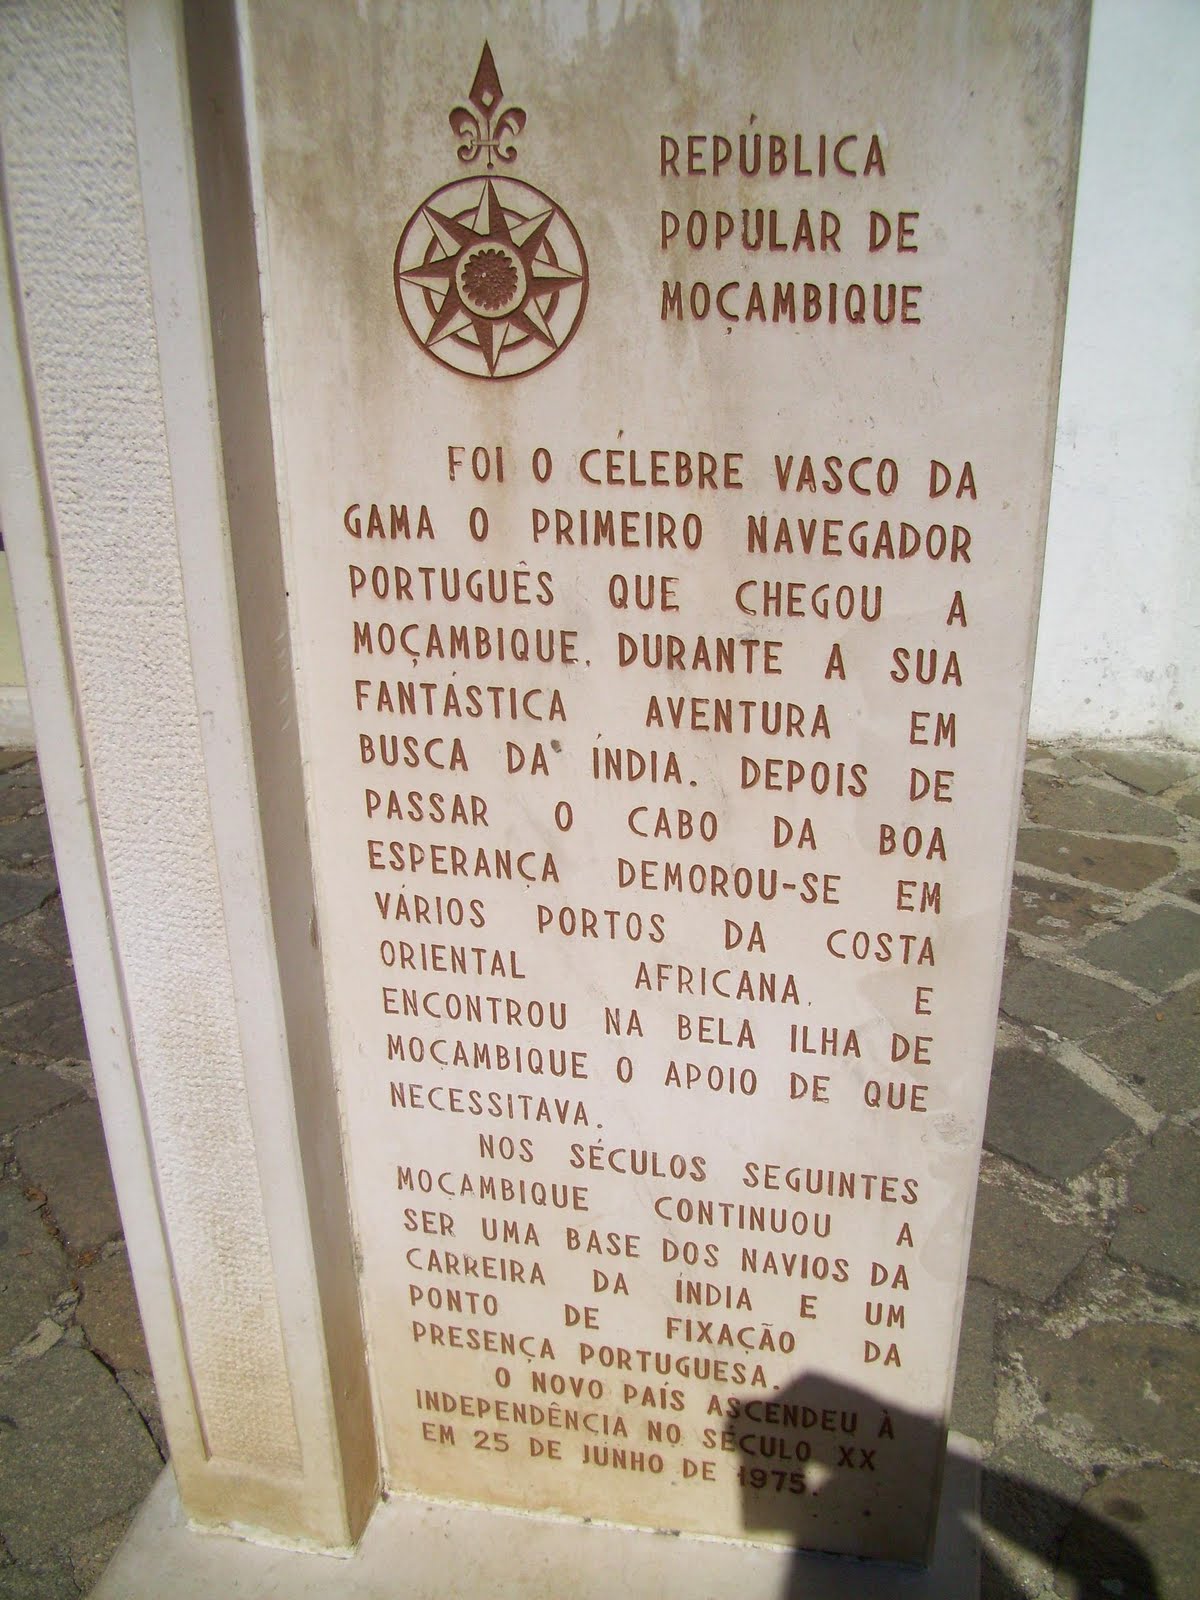 REPÚBLICA
POPULAR DE
MOÇAMBIQUE
FOI O CÉLEBRE VASCO DA
GAMA O PRIMEIRO NAVEGADOR
PORTUGUÊS QUE CHEGOU A
MOÇAMBIQUE, DURANTE A SUA
FANTÁSTICA AVENTURA EM
BUSCA DA ÍNDIA. DEPOIS DE
PASSAR O CABO DA BOA
ESPERANÇA DEMOROU-SE EM
VÁRIOS PORTOS DA COSTA
ORIENTAL AFRICANA, E
ENCONTROU NA BELA ILHA DE
MOÇAMBIQUE O APOIO DE QUE
NECESSITAVA.
NOS SÉCULOS SEGUINTES
MOÇAMBIQUE CONTINUOU A
SER UMA BASE DOS NAVIOS DA
CARREIRA DA ÍNDIA E UM
PONTO DE FIXAÇÃO DA
PRESENÇA PORTUGUESA.
O NOVO PAÍS ASCENDEU À
INDEPENDÊNCIA NO SÉCULO XX
EM 25 DE JUNHO DE 1975.